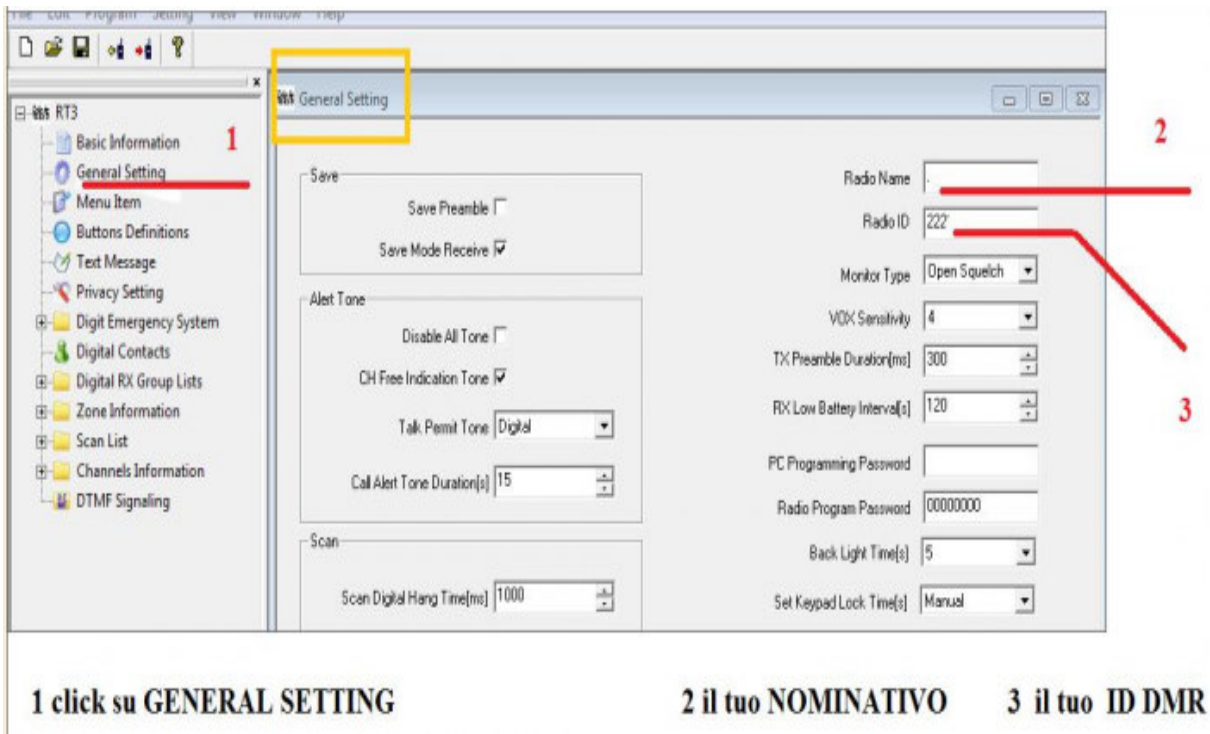 File Edit Program Setting View Window Help
General Setting
RT3
Basic Information
1
General Setting
Menu Item
Buttons Definitions
Text Message
Privacy Setting
Digit Emergency System
Digital Contacts
Digital RX Group Lists
Zone Information
Scan List
Channels Information
DTMF Signaling
Save
Save Preamble
Save Mode Receive
Alert Tone
Disable All Tone
CH Free Indication Tone
Talk Permit Tone Digital
Call Alert Tone Duration[s] 15
Scan
Scan Digital Hang Time[ms] 1000
2
Radio Name
Radio ID 222
Monitor Type Open Squelch
VOX Sensitivity 4
TX Preamble Duration[ms] 300
RX Low Battery Interval[s] 120
3
PC Programming Password
Radio Program Password 00000000
Back Light Time[s] 5
Set Keypad Lock Time[s] Manual
1 click su GENERAL SETTING 2 il tuo NOMINATIVO 3 il tuo ID DMR